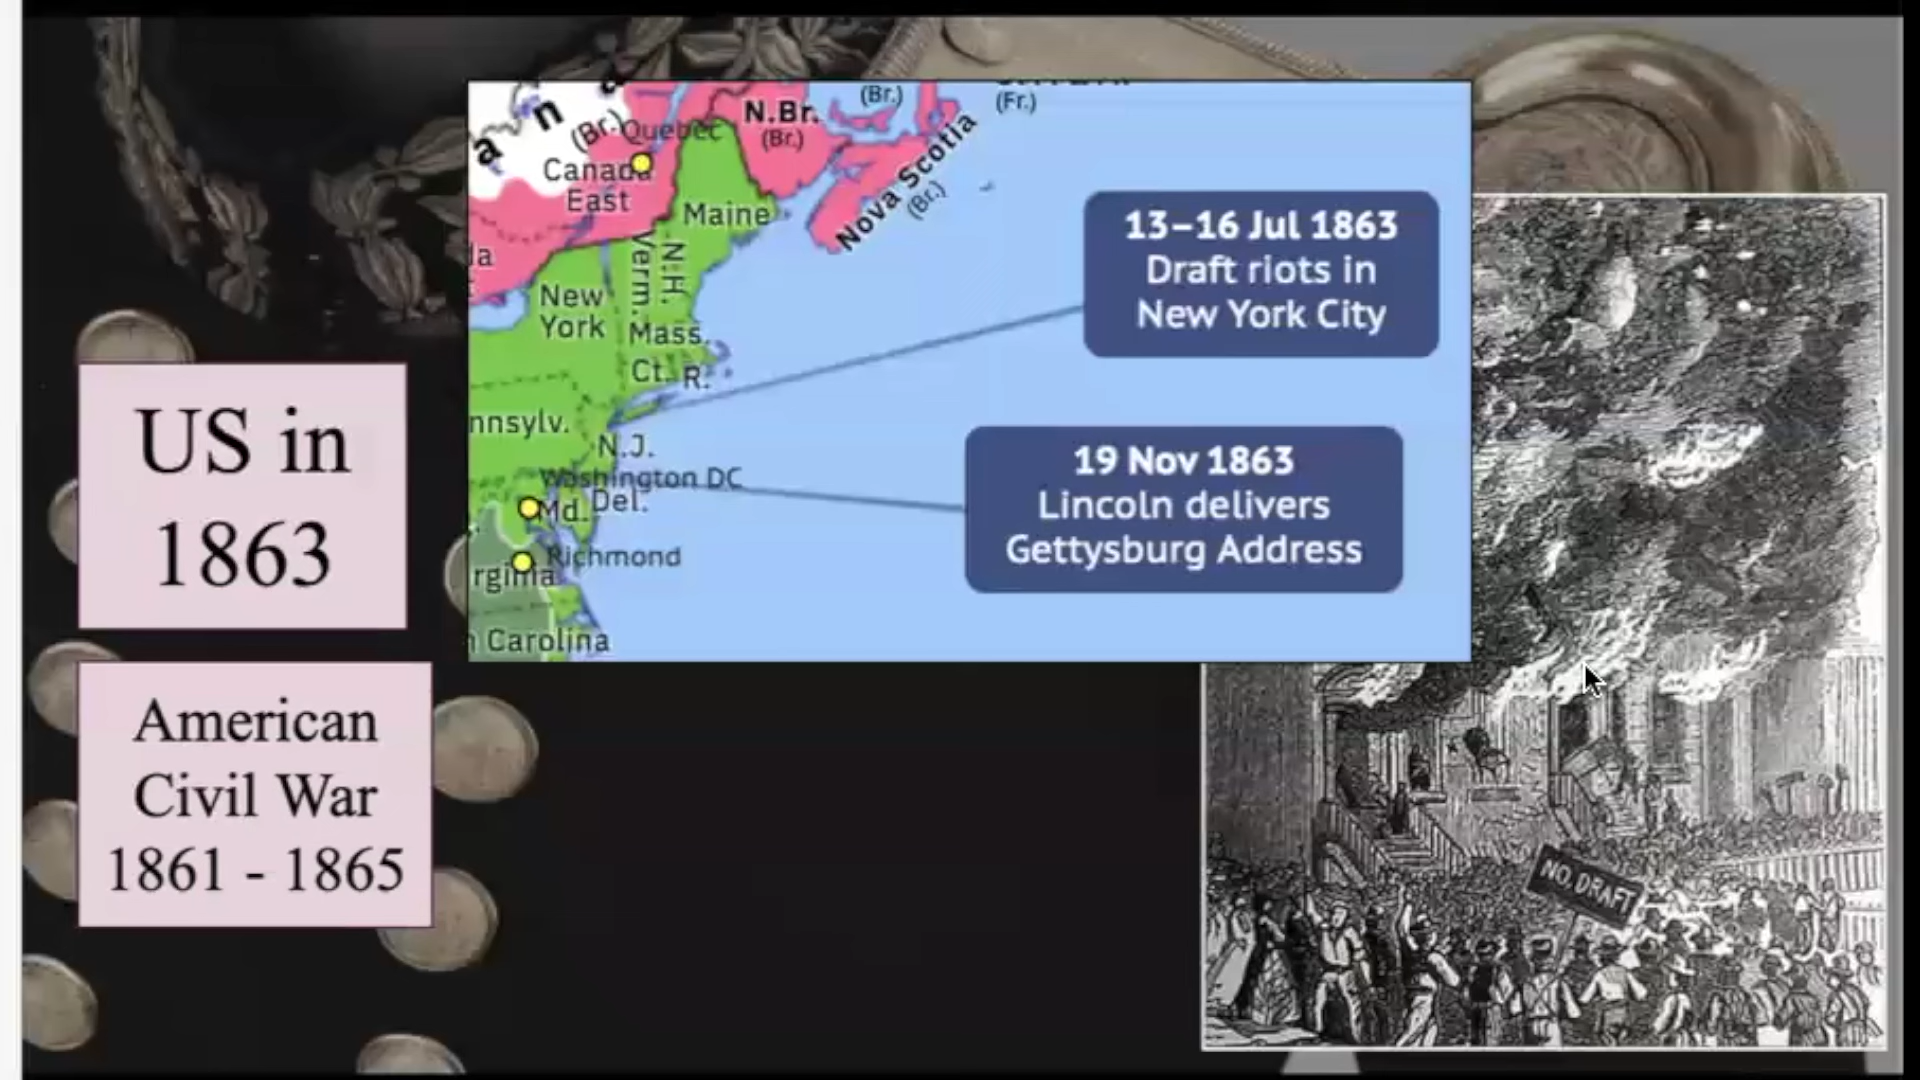 US in
1863
American
Civil War
1861 - 1865
a n a
(Br.)
Quebec
Canada
East
N.Br.
(Br.)
(Br.)
(Fr.)
Nova Scotia
(Br.)
Maine
da
New
York
Verm.
N.H.
Mass.
Ct.
R.
nnsylv.
N.J.
Washington DC
Md.
Del.
Richmond
rginia
n Carolina
13–16 Jul 1863
Draft riots in
New York City
19 Nov 1863
Lincoln delivers
Gettysburg Address
NO DRAFT